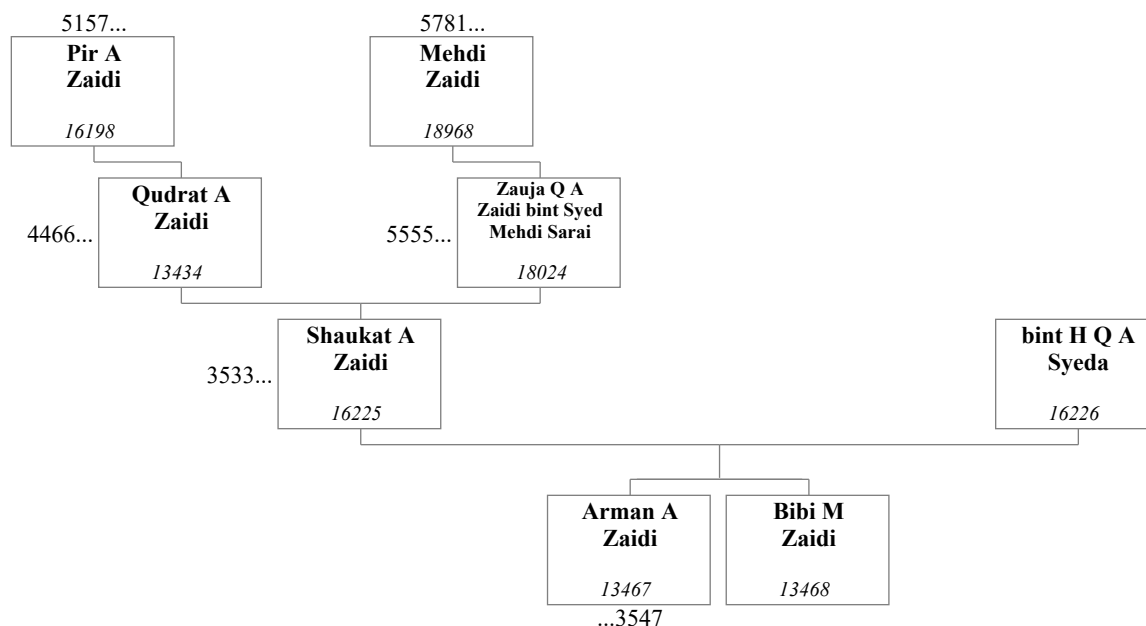 5157...
5781...
Pir A
Zaidi
16198
Mehdi
Zaidi
18968
4466...
Qudrat A
Zaidi
13434
5555...
Zauja Q A
Zaidi bint Syed
Mehdi Sarai
18024
3533...
Shaukat A
Zaidi
16225
bint H Q A
Syeda
16226
Arman A
Zaidi
13467
Bibi M
Zaidi
13468
...3547